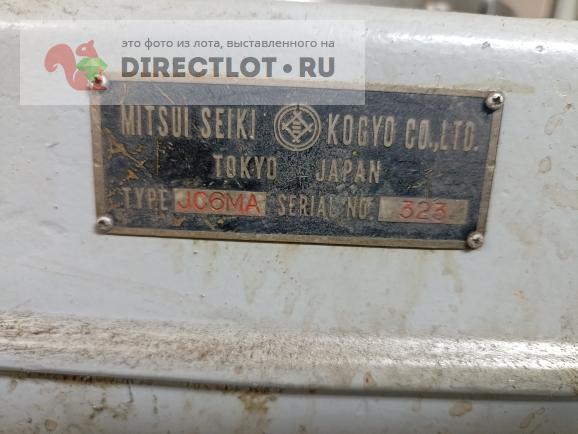 это фото из лота, выставленного на
DIRECTLOT.RU
MITSUI SEIKI KOGYO CO.,LTD.
TOKYO JAPAN
TYPE JC6MA SERIAL NO 323